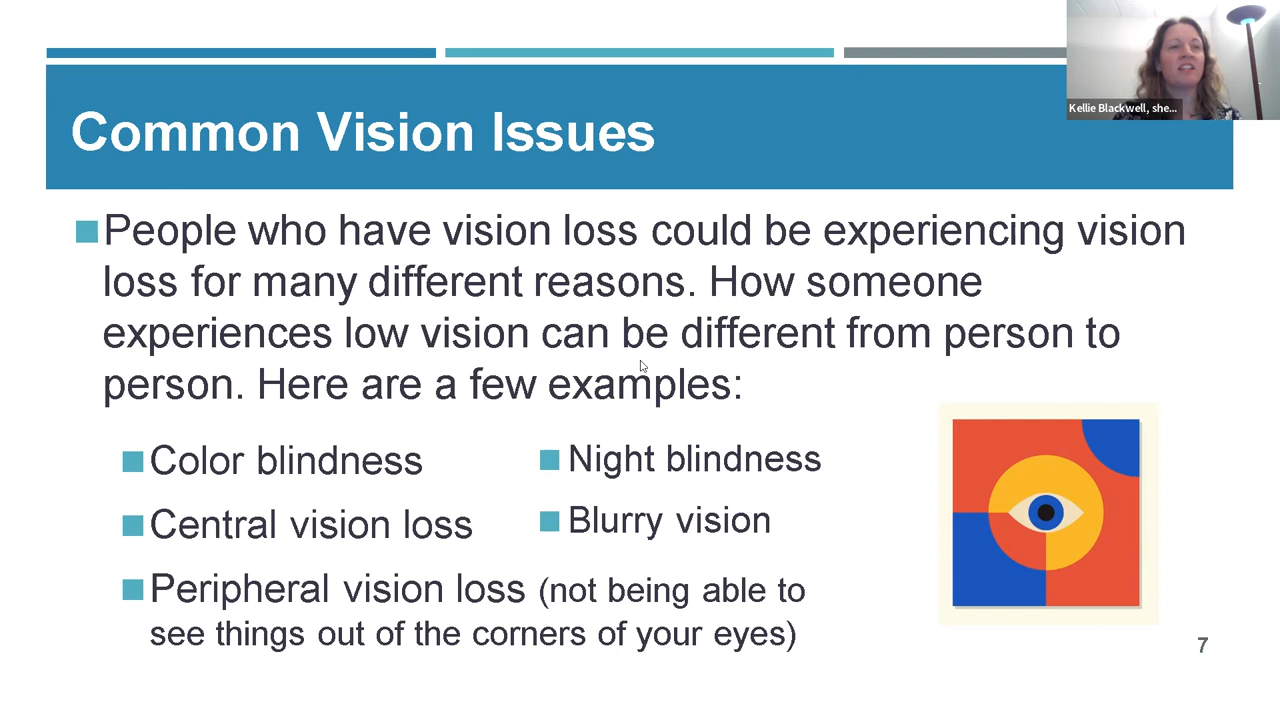 Kellie Blackwell, she...
Common Vision Issues
People who have vision loss could be experiencing vision
loss for many different reasons. How someone
experiences low vision can be different from person to
person. Here are a few examples:
Color blindness
Central vision loss
Peripheral vision loss (not being able to
see things out of the corners of your eyes)
Night blindness
Blurry vision
7